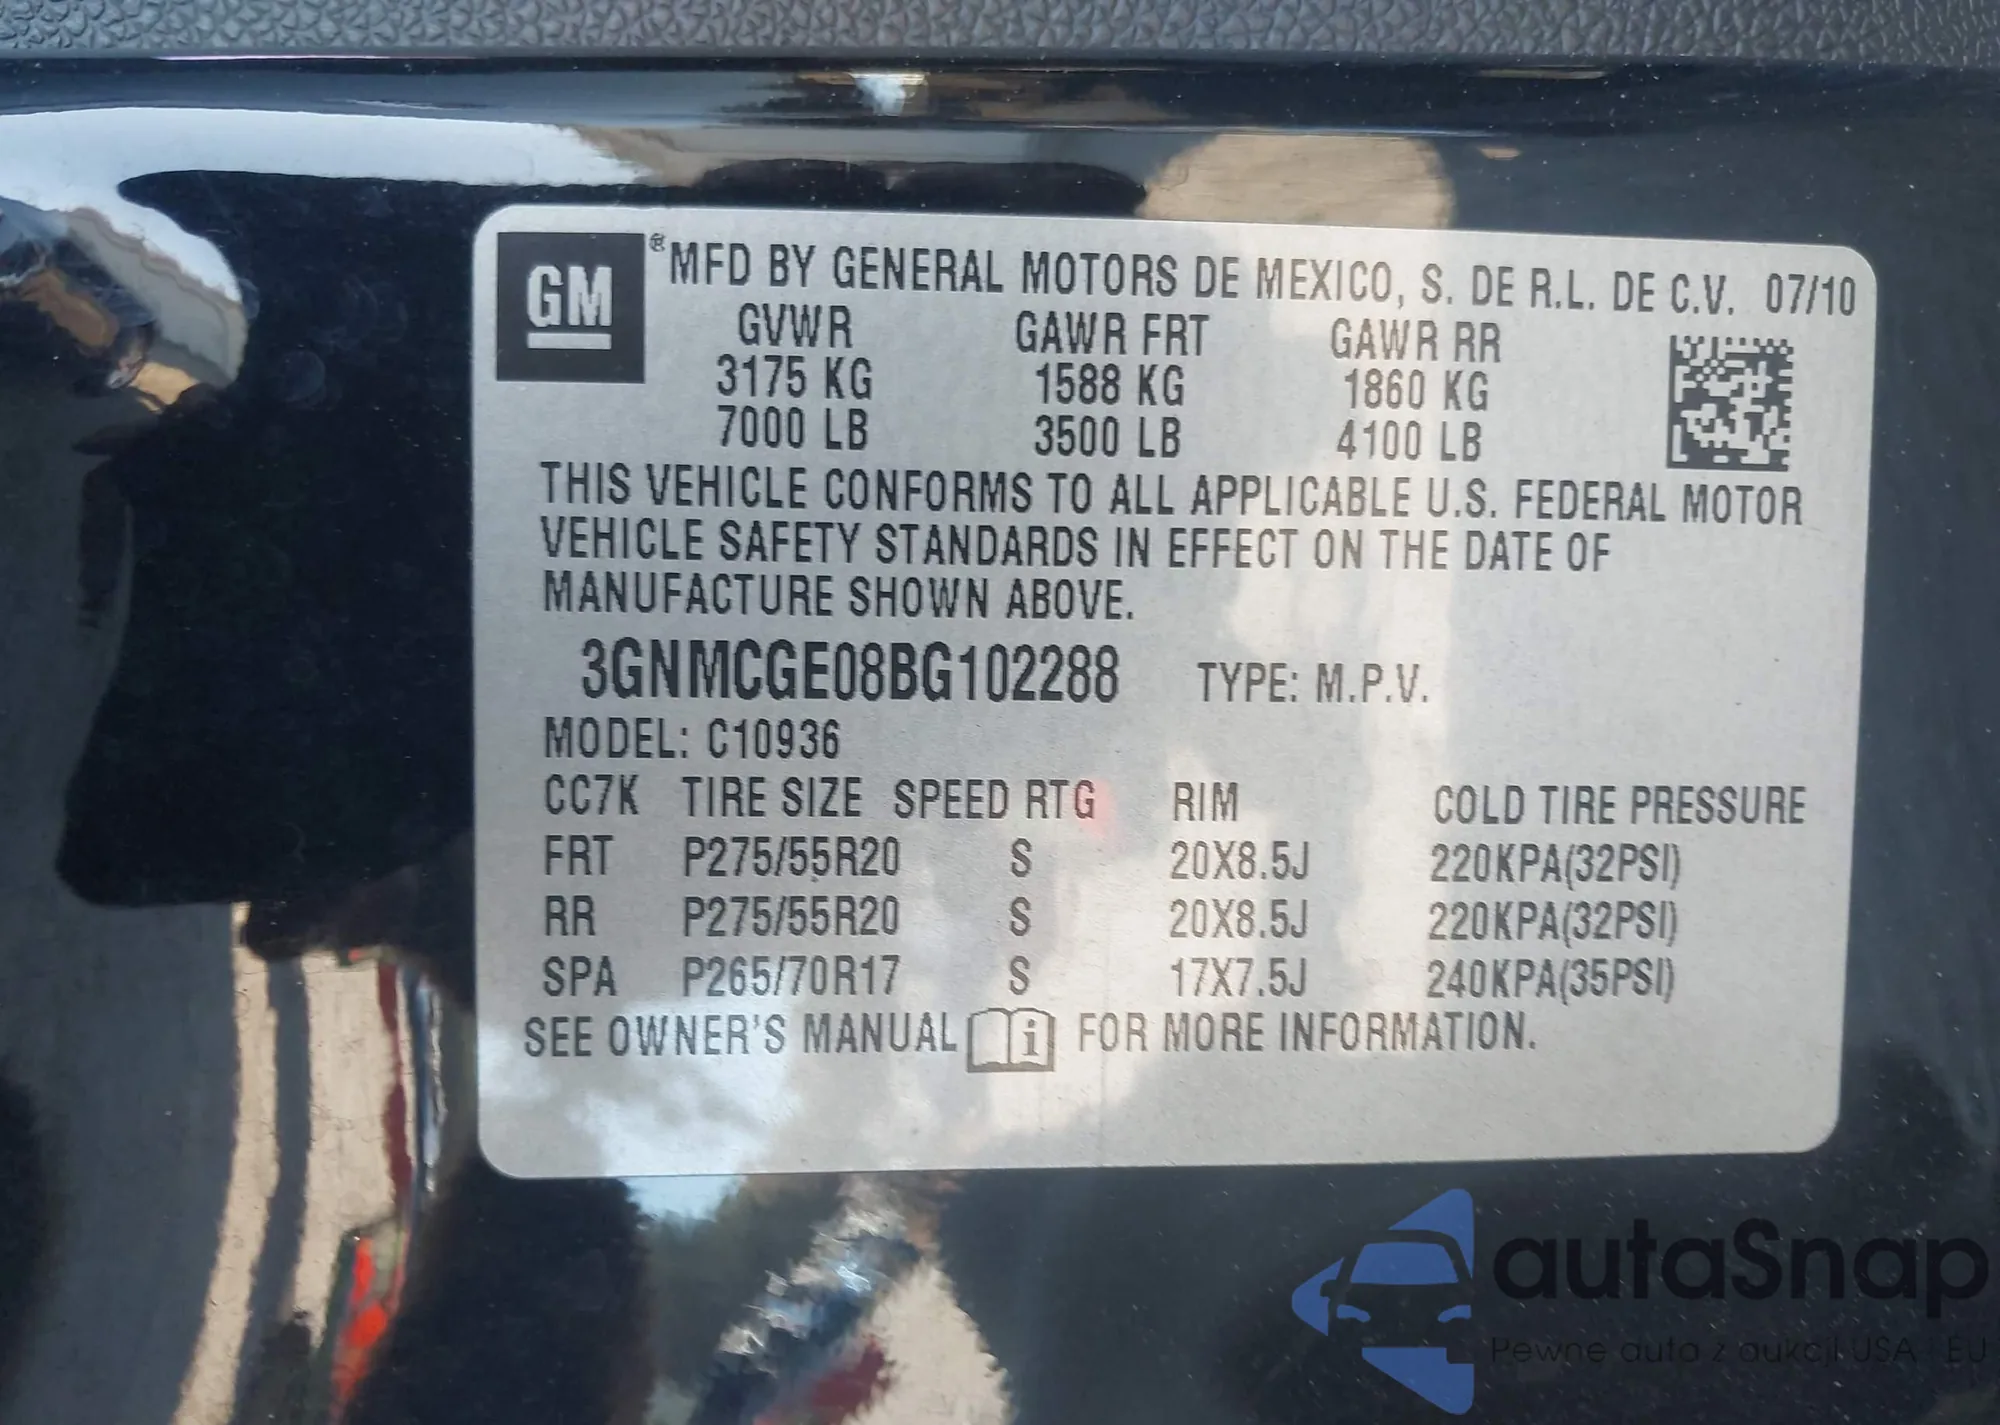 GM
® MFD BY GENERAL MOTORS DE MEXICO, S. DE R.L. DE C.V. 07/10
GVWR GAWR FRT GAWR RR
3175 KG 1588 KG 1860 KG
7000 LB 3500 LB 4100 LB
THIS VEHICLE CONFORMS TO ALL APPLICABLE U.S. FEDERAL MOTOR
VEHICLE SAFETY STANDARDS IN EFFECT ON THE DATE OF
MANUFACTURE SHOWN ABOVE.
3GNMCGE08BG102288 TYPE: M.P.V.
MODEL: C10936
CC7K TIRE SIZE SPEED RTG RIM COLD TIRE PRESSURE
FRT P275/55R20 S 20X8.5J 220KPA(32PSI)
RR P275/55R20 S 20X8.5J 220KPA(32PSI)
SPA P265/70R17 S 17X7.5J 240KPA(35PSI)
SEE OWNER'S MANUAL i FOR MORE INFORMATION.
autaSnap
Pewne auto z aukcji USA i EU